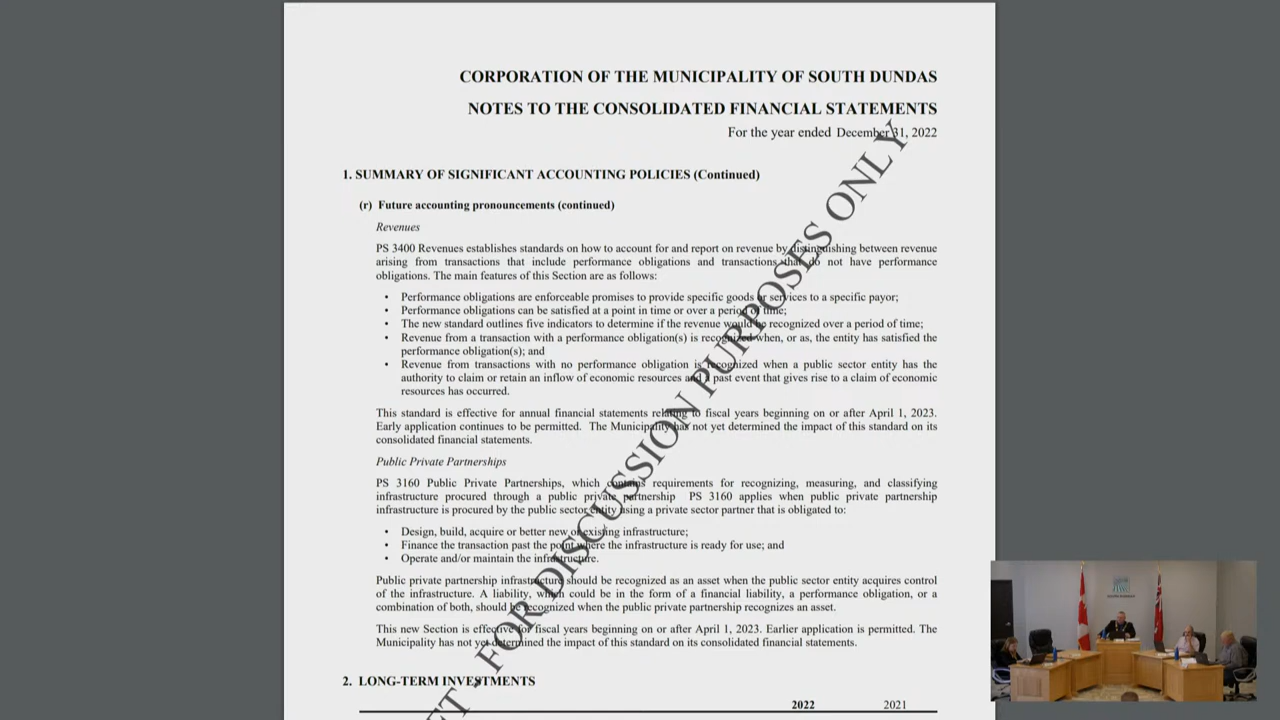 CORPORATION OF THE MUNICIPALITY OF SOUTH DUNDAS
NOTES TO THE CONSOLIDATED FINANCIAL STATEMENTS
For the year ended December 31, 2022
1. SUMMARY OF SIGNIFICANT ACCOUNTING POLICIES (Continued)
(r) Future accounting pronouncements (continued)
Revenues
PS 3400 Revenues establishes standards on how to account for and report on revenue by distinguishing between revenue
arising from transactions that include performance obligations and transactions that do not have performance
obligations. The main features of this Section are as follows:
• Performance obligations are enforceable promises to provide specific goods or services to a specific payor;
• Performance obligations can be satisfied at a point in time or over a period of time;
• The new standard outlines five indicators to determine if the revenue would be recognized over a period of time;
• Revenue from a transaction with a performance obligation(s) is recognized when, or as, the entity has satisfied the
performance obligation(s); and
• Revenue from transactions with no performance obligation is recognized when a public sector entity has the
authority to claim or retain an inflow of economic resources and a past event that gives rise to a claim of economic
resources has occurred.
This standard is effective for annual financial statements relating to fiscal years beginning on or after April 1, 2023.
Early application continues to be permitted. The Municipality has not yet determined the impact of this standard on its
consolidated financial statements.
Public Private Partnerships
PS 3160 Public Private Partnerships, which contains requirements for recognizing, measuring, and classifying
infrastructure procured through a public private partnership PS 3160 applies when public private partnership
infrastructure is procured by the public sector entity using a private sector partner that is obligated to:
• Design, build, acquire or better new or existing infrastructure;
• Finance the transaction past the point where the infrastructure is ready for use; and
• Operate and/or maintain the infrastructure.
Public private partnership infrastructure should be recognized as an asset when the public sector entity acquires control
of the infrastructure. A liability, which could be in the form of a financial liability, a performance obligation, or a
combination of both, should be recognized when the public private partnership recognizes an asset.
This new Section is effective for fiscal years beginning on or after April 1, 2023. Earlier application is permitted. The
Municipality has not yet determined the impact of this standard on its consolidated financial statements.
2. LONG-TERM INVESTMENTS
2022 2021
- FOR DISCUSSION PURPOSES ONLY